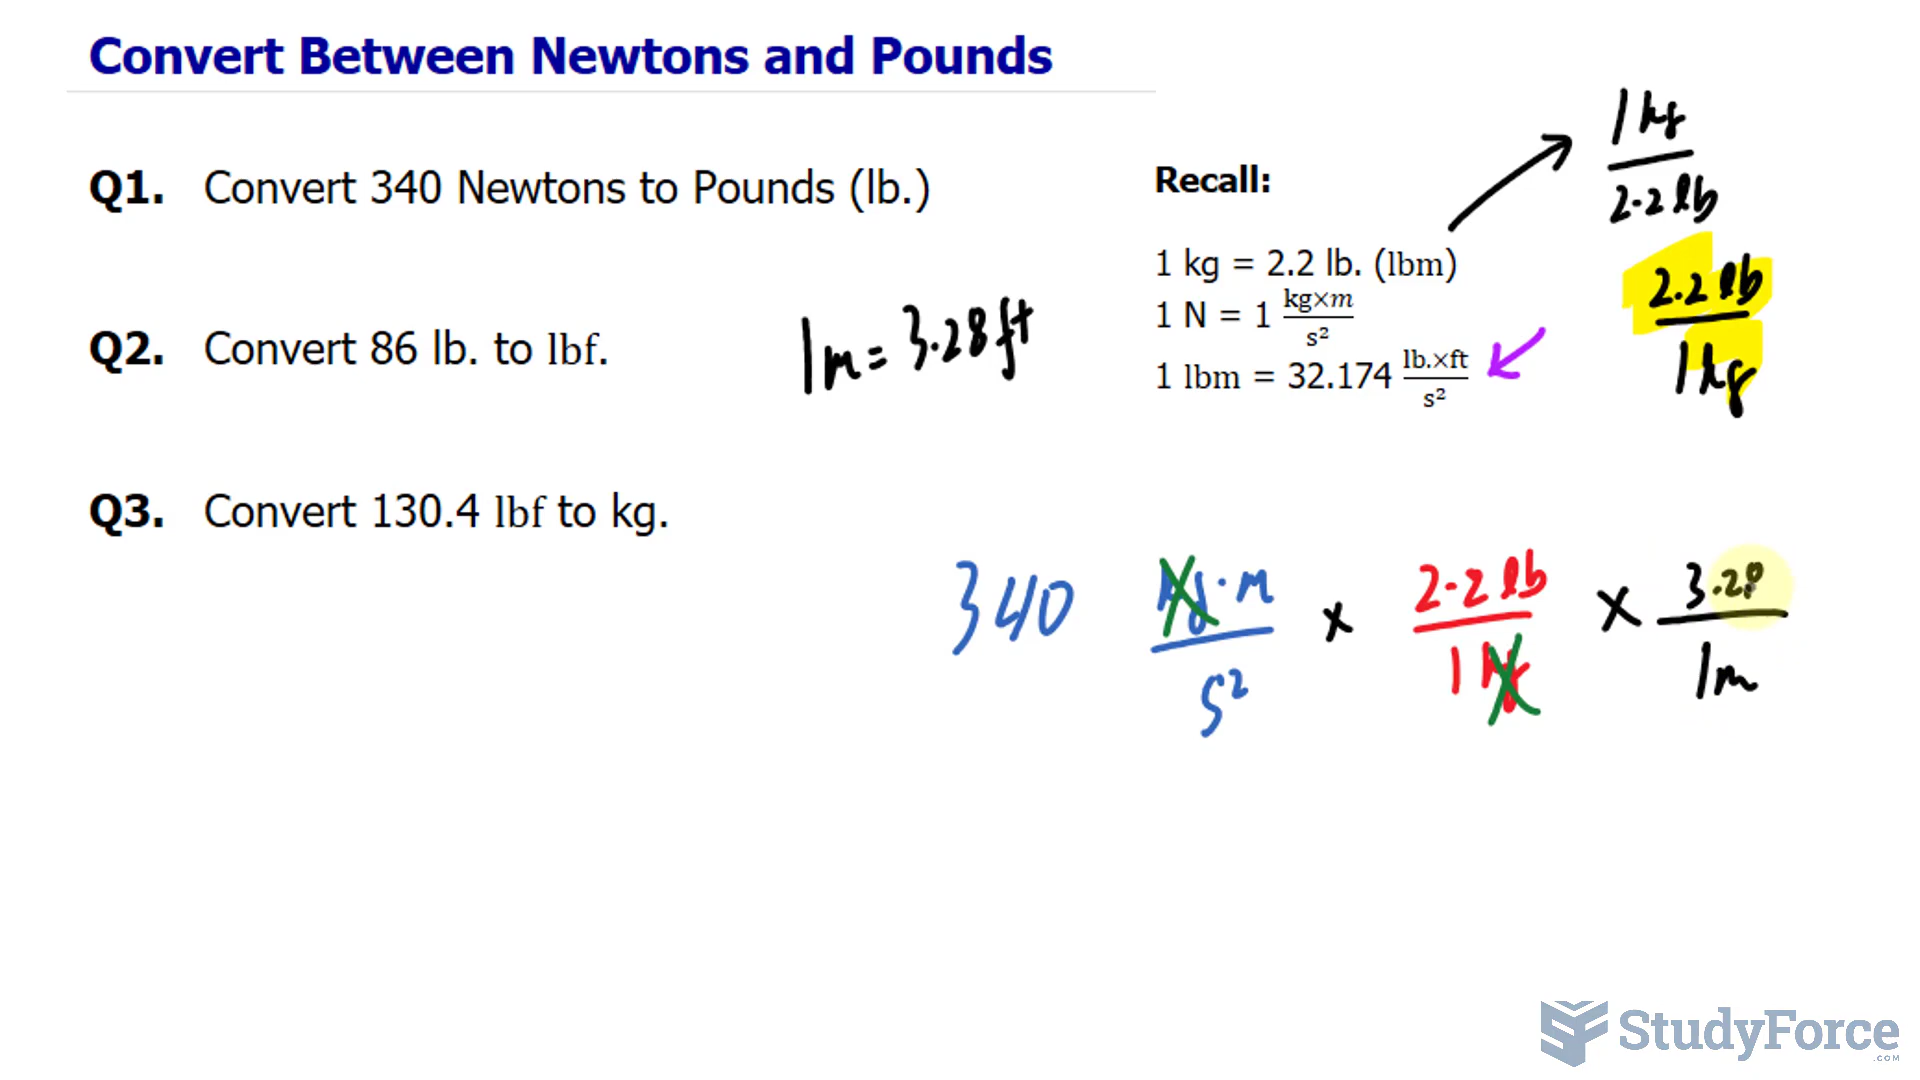 Convert Between Newtons and Pounds
Q1. Convert 340 Newtons to Pounds (lb.)
Q2. Convert 86 lb. to lbf.
Q3. Convert 130.4 lbf to kg.
1m = 3.28ft
Recall:
1 kg = 2.2 lb. (lbm)
1 N = 1 kg×m/s²
1 lbm = 32.174 lb.×ft/s²
1kg
2.2lb
2.2lb
1kg
340 kg·m/s² × 2.2lb/1kg × 3.28/1m
StudyForce
.COM